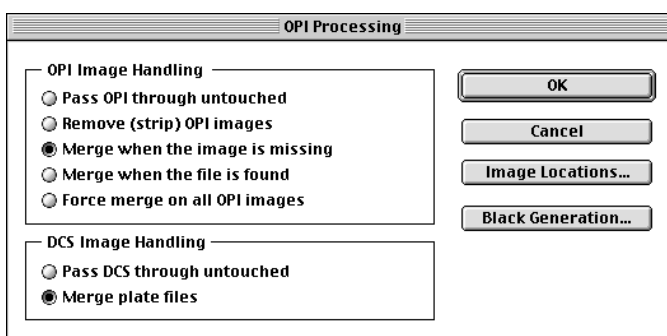 OPI Processing
OPI Image Handling
Pass OPI through untouched
Remove (strip) OPI images
Merge when the image is missing
Merge when the file is found
Force merge on all OPI images
DCS Image Handling
Pass DCS through untouched
Merge plate files
OK
Cancel
Image Locations...
Black Generation...